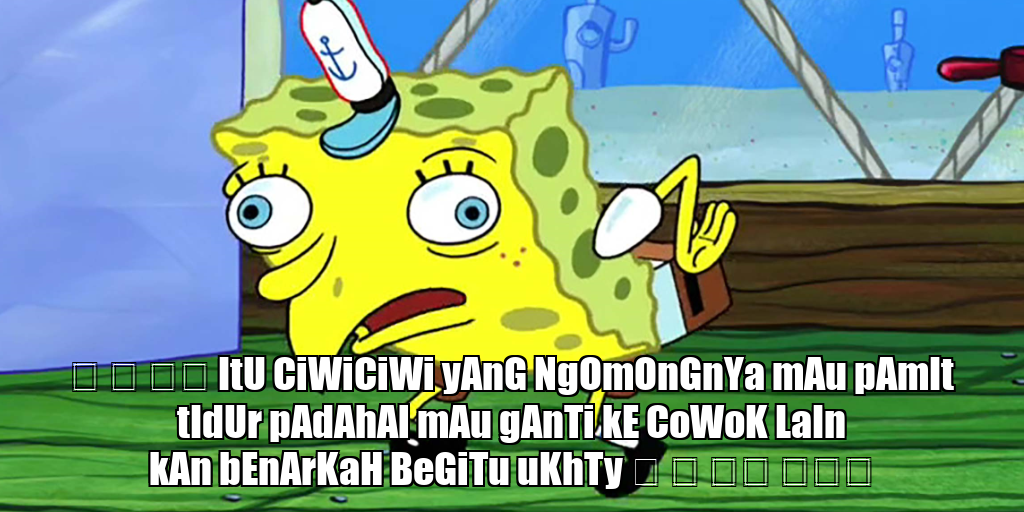 □ □ □□ ItU CiWiCiWi yAnG NgOmOnGnYa mAu pAmIt
tIdUr pAdAhAl mAu gAnTi kE CoWoK LaIn
kAn bEnArKaH BeGiTu uKhTy □ □ □□ □□□